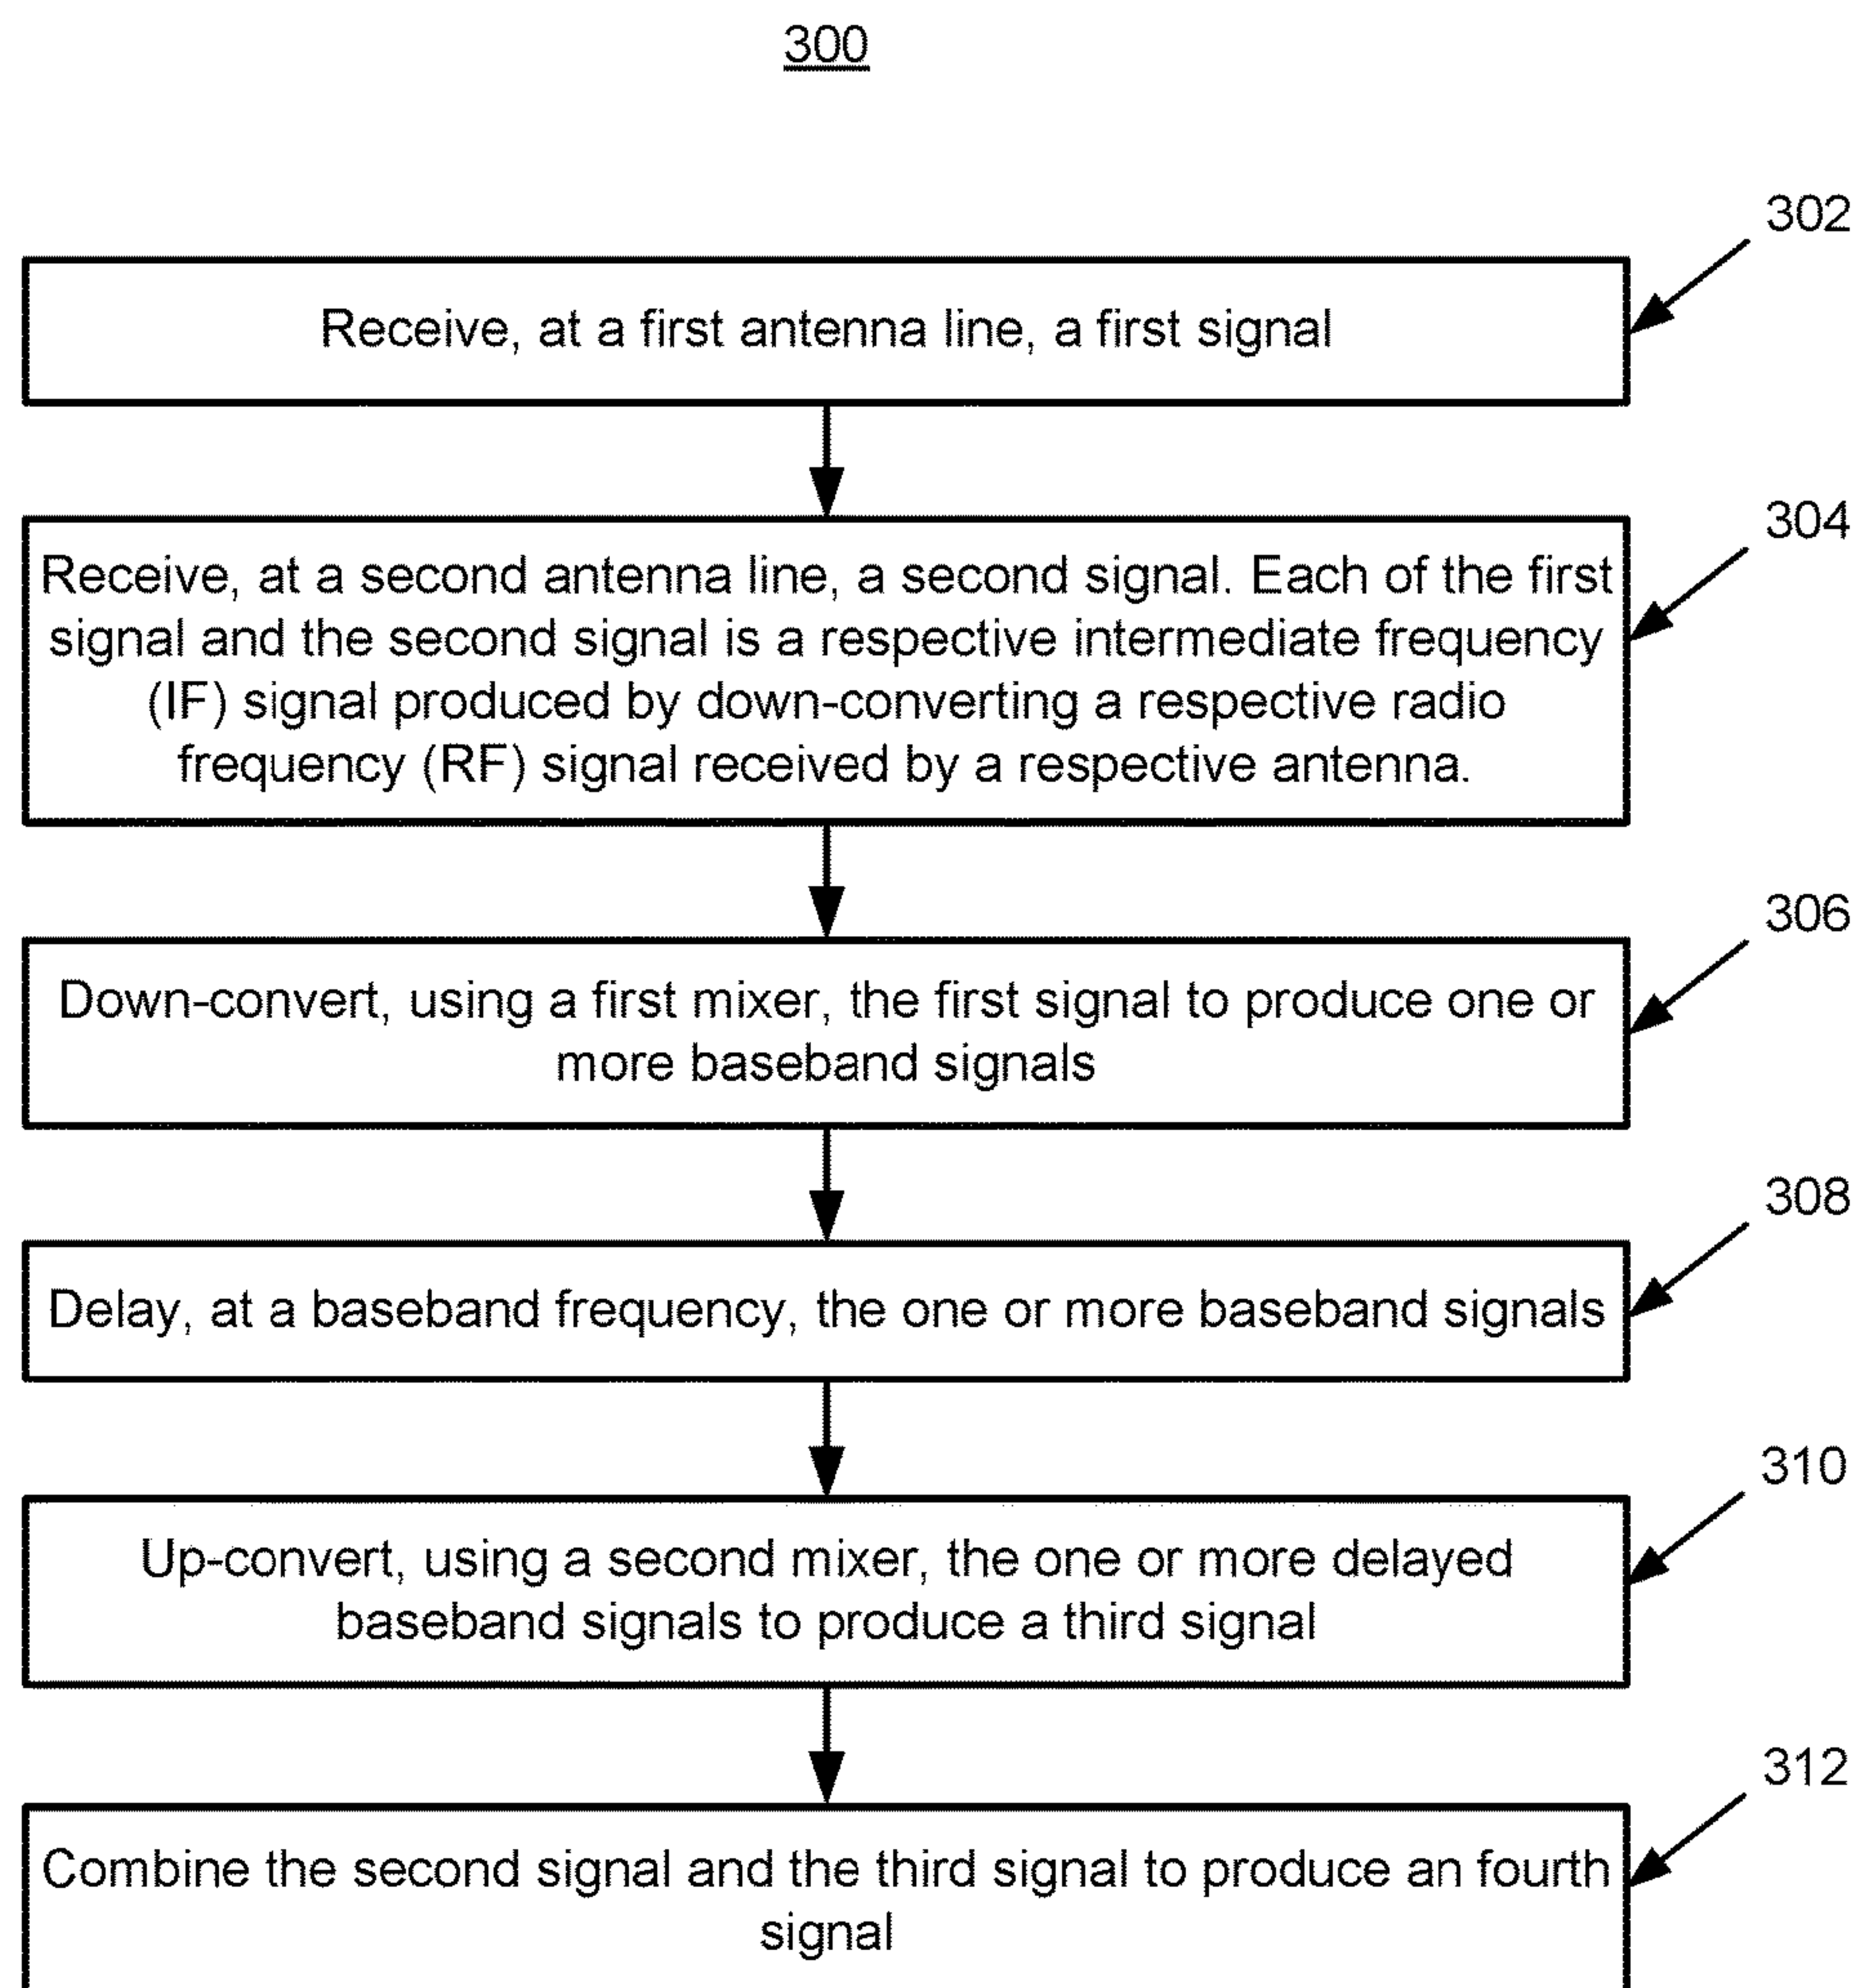 300
302
Receive, at a first antenna line, a first signal
304
Receive, at a second antenna line, a second signal. Each of the first
signal and the second signal is a respective intermediate frequency
(IF) signal produced by down-converting a respective radio
frequency (RF) signal received by a respective antenna.
306
Down-convert, using a first mixer, the first signal to produce one or
more baseband signals
308
Delay, at a baseband frequency, the one or more baseband signals
310
Up-convert, using a second mixer, the one or more delayed
baseband signals to produce a third signal
312
Combine the second signal and the third signal to produce an fourth
signal